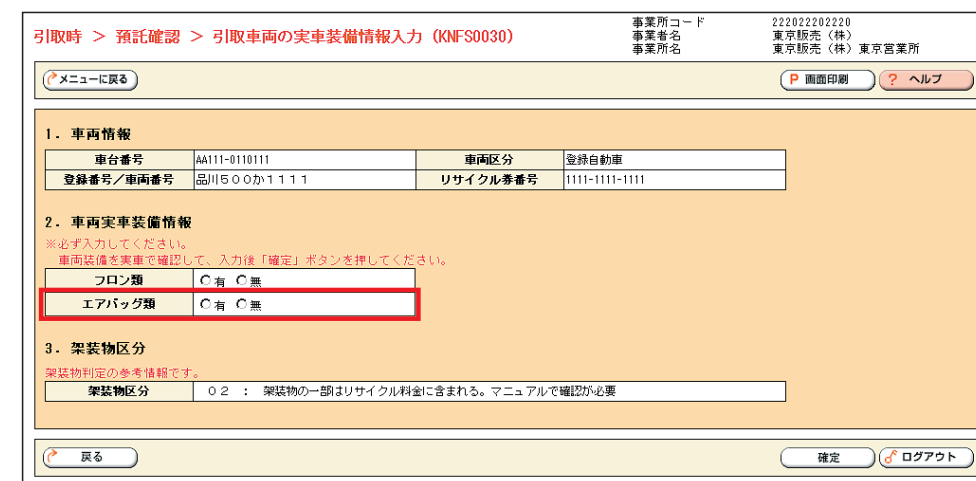 引取時 ＞ 預託確認 ＞ 引取車両の実車装備情報入力 (KNFS0030)
事業所コード 222022202220
事業者名 東京販売（株）
事業所名 東京販売（株）東京営業所
メニューに戻る P 画面印刷 ? ヘルプ
1. 車両情報
車台番号 AA111-0110111 車両区分 登録自動車
登録番号／車両番号 品川５００か１１１１ リサイクル券番号 1111-1111-1111
2. 車両実車装備情報
※必ず入力してください。
車両装備を実車で確認して、入力後「確定」ボタンを押してください。
フロン類 有 無
エアバッグ類 有 無
3. 架装物区分
架装物判定の参考情報です。
架装物区分 ０２ ： 架装物の一部はリサイクル料金に含まれる。マニュアルで確認が必要
戻る 確定 ログアウト